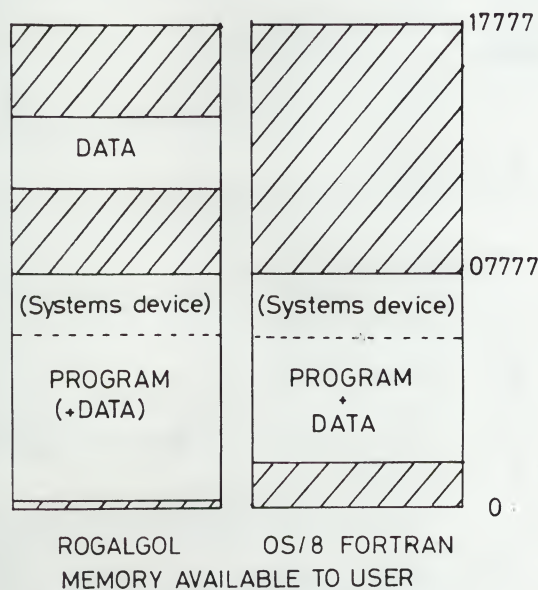 17777
DATA
07777
(Systems device) (Systems device)
PROGRAM
(+DATA)
PROGRAM
+
DATA
0
ROGALGOL OS/8 FORTRAN
MEMORY AVAILABLE TO USER